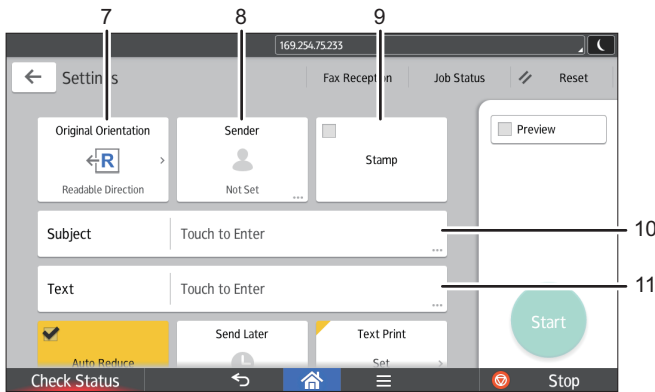 7 8 9
169.254.75.233
Settings Fax Reception Job Status Reset
Original Orientation Sender Preview
R Stamp
Readable Direction Not Set
Subject Touch to Enter 10
Text Touch to Enter 11
Start
Send Later Text Print
Auto Reduce Set
Check Status Stop